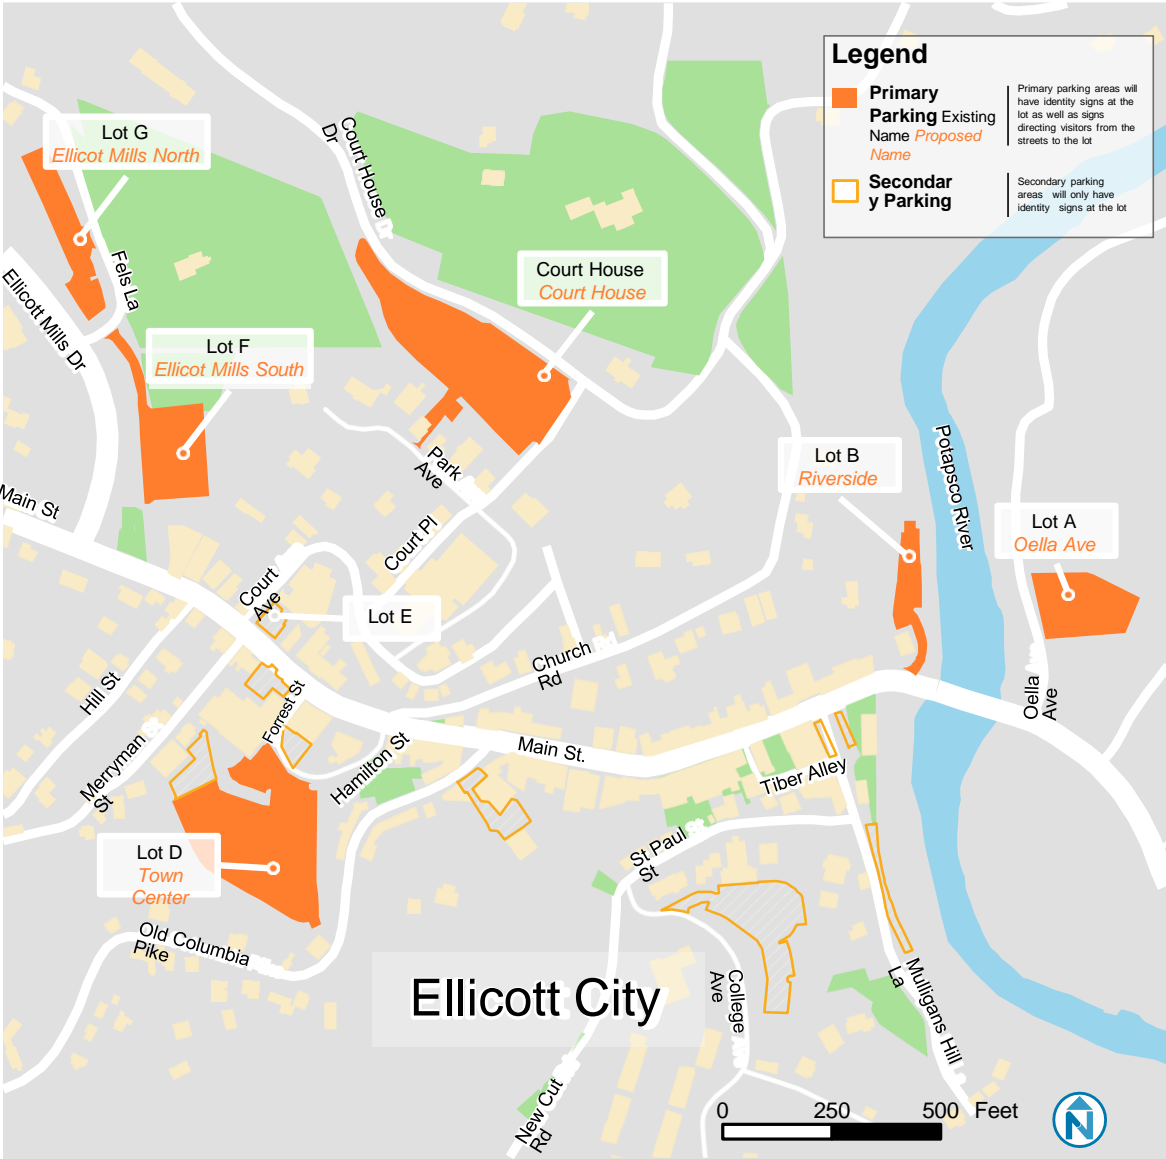 Legend
Primary
Parking Existing
Name Proposed
Name
Primary parking areas will
have identity signs at the
lot as well as signs
directing visitors from the
streets to the lot
Secondar
y Parking
Secondary parking
areas will only have
identity signs at the lot
Lot G
Ellicot Mills North
Court House
Dr
Fels La
Ellicott Mills Dr
Court House
Court House
Lot F
Ellicot Mills South
Lot B
Riverside
Potapsco River
Park
Ave
Main St
Lot A
Oella Ave
Court Pl
Court
Ave
Lot E
Church Rd
Rd
Hill St
Forrest St
Oella Ave
Ave
Merryman
St
Hamilton St
Main St.
Tiber Alley
St Paul
St
Lot D
Town
Center
Old Columbia
Pike
Ellicott City
College
Ave
Mulligans Hill
La
New Cut
Rd
0 250 500 Feet
N